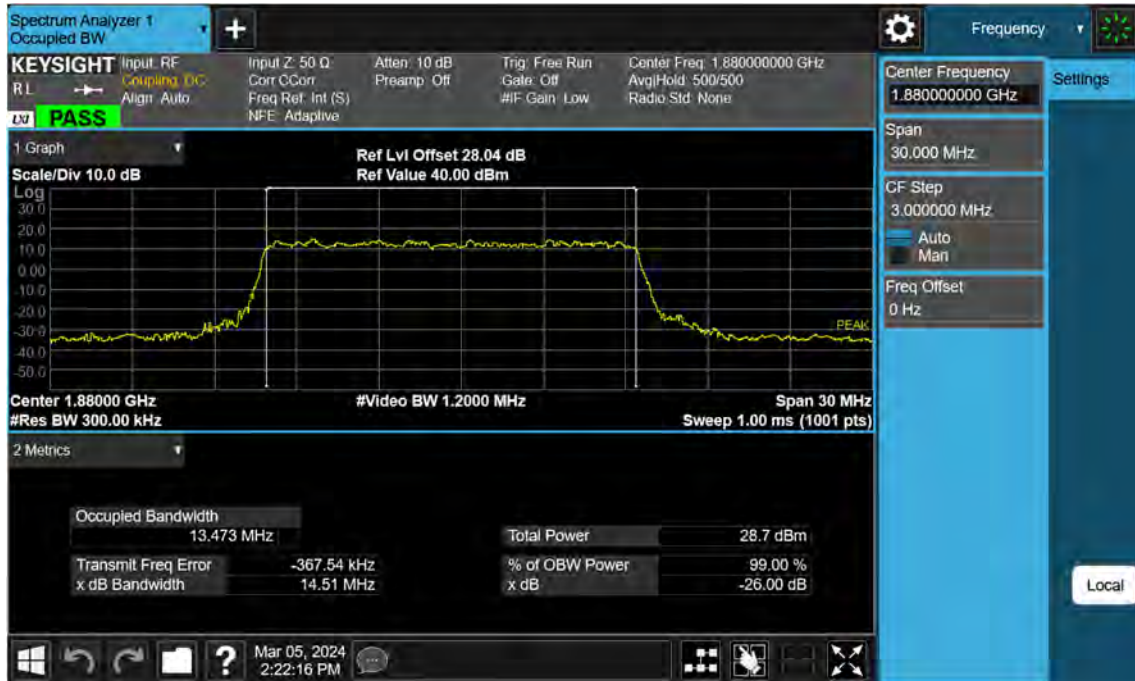 Spectrum Analyzer 1
Occupied BW
Frequency
KEYSIGHT
R L
LXI
PASS
Input: RF
Coupling: DC
Align: Auto
Input Z: 50 Ω
Corr CCorr
Freq Ref: Int (S)
NFE: Adaptive
Atten: 10 dB
Preamp: Off
Trig: Free Run
Gate: Off
#IF Gain: Low
Center Freq: 1.880000000 GHz
Avg|Hold: 500/500
Radio Std: None
Center Frequency
1.880000000 GHz
Settings
Span
30.000 MHz
CF Step
3.000000 MHz
Auto
Man
Freq Offset
0 Hz
1 Graph
Scale/Div 10.0 dB
Ref Lvl Offset 28.04 dB
Ref Value 40.00 dBm
Log
30.0
20.0
10.0
0.00
-10.0
-20.0
-30.0
-40.0
-50.0
PEAK
Center 1.88000 GHz
#Video BW 1.2000 MHz
Span 30 MHz
#Res BW 300.00 kHz
Sweep 1.00 ms (1001 pts)
2 Metrics
Occupied Bandwidth
13.473 MHz
Total Power 28.7 dBm
Transmit Freq Error -367.54 kHz
% of OBW Power 99.00 %
x dB Bandwidth 14.51 MHz
x dB -26.00 dB
Local
?
Mar 05, 2024
2:22:16 PM